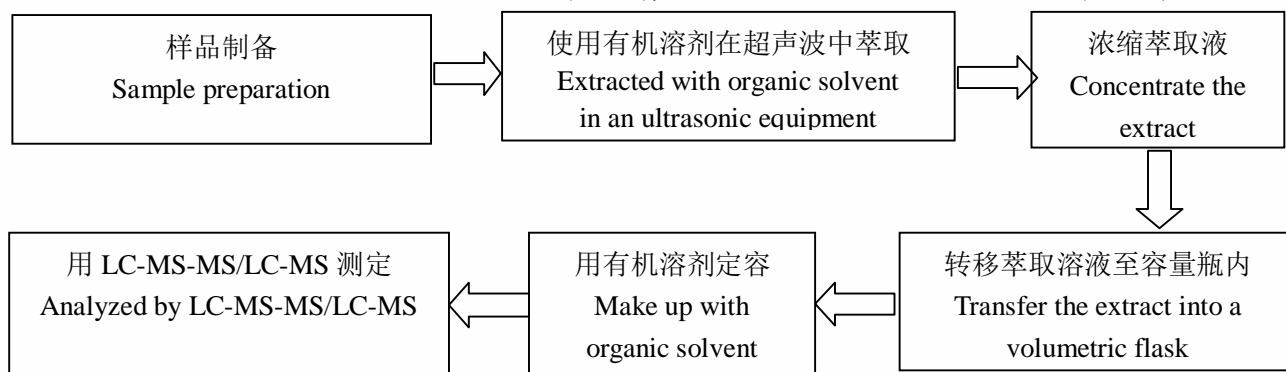 样品制备
Sample preparation
使用有机溶剂在超声波中萃取
Extracted with organic solvent
in an ultrasonic equipment
浓缩萃取液
Concentrate the
extract
转移萃取溶液至容量瓶内
Transfer the extract into a
volumetric flask
用有机溶剂定容
Make up with
organic solvent
用 LC-MS-MS/LC-MS 测定
Analyzed by LC-MS-MS/LC-MS